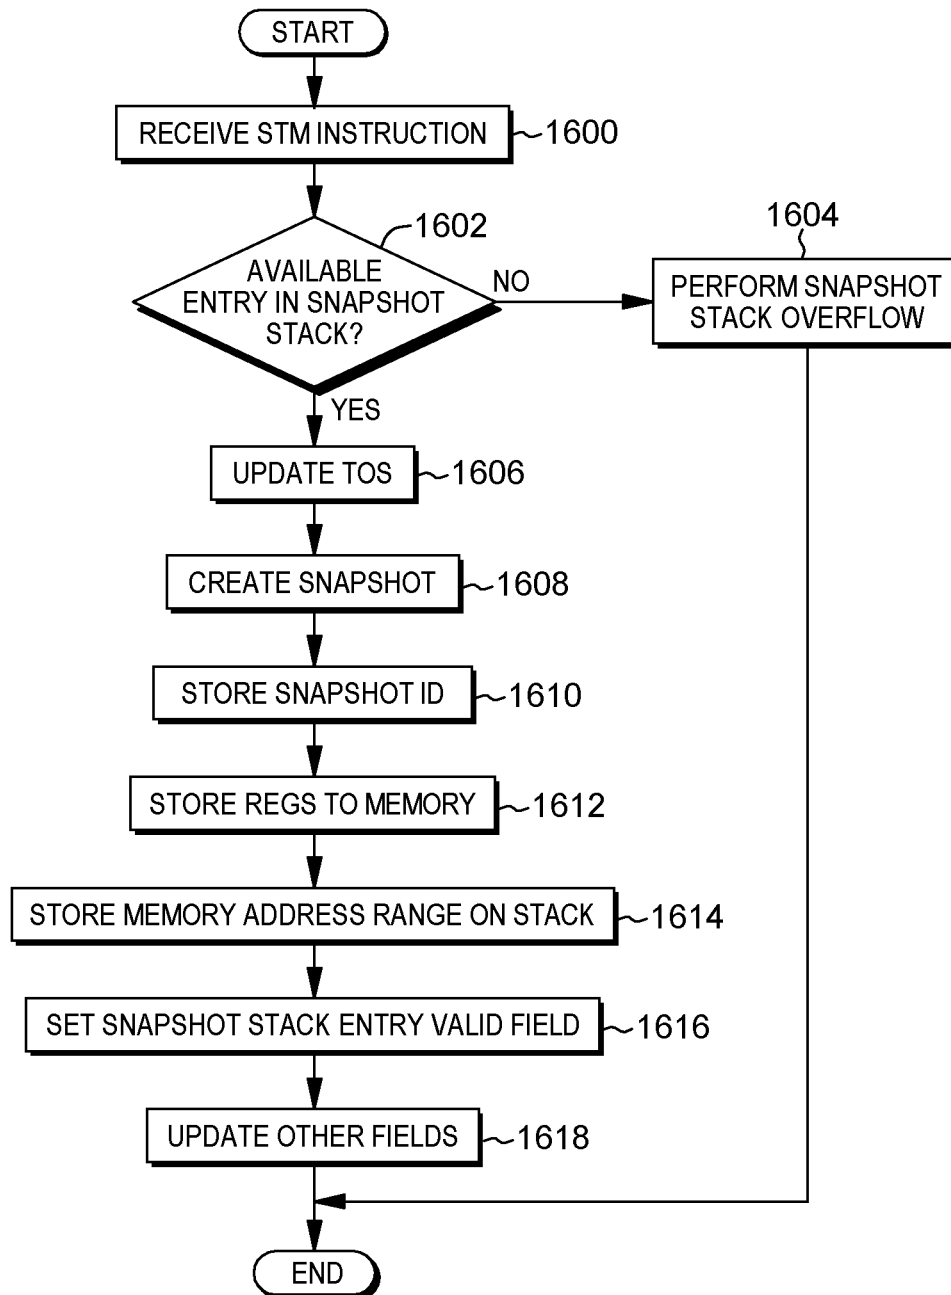 START
RECEIVE STM INSTRUCTION
1600
1602
AVAILABLE
ENTRY IN SNAPSHOT
STACK?
NO
1604
PERFORM SNAPSHOT
STACK OVERFLOW
YES
UPDATE TOS
1606
CREATE SNAPSHOT
1608
STORE SNAPSHOT ID
1610
STORE REGS TO MEMORY
1612
STORE MEMORY ADDRESS RANGE ON STACK
1614
SET SNAPSHOT STACK ENTRY VALID FIELD
1616
UPDATE OTHER FIELDS
1618
END